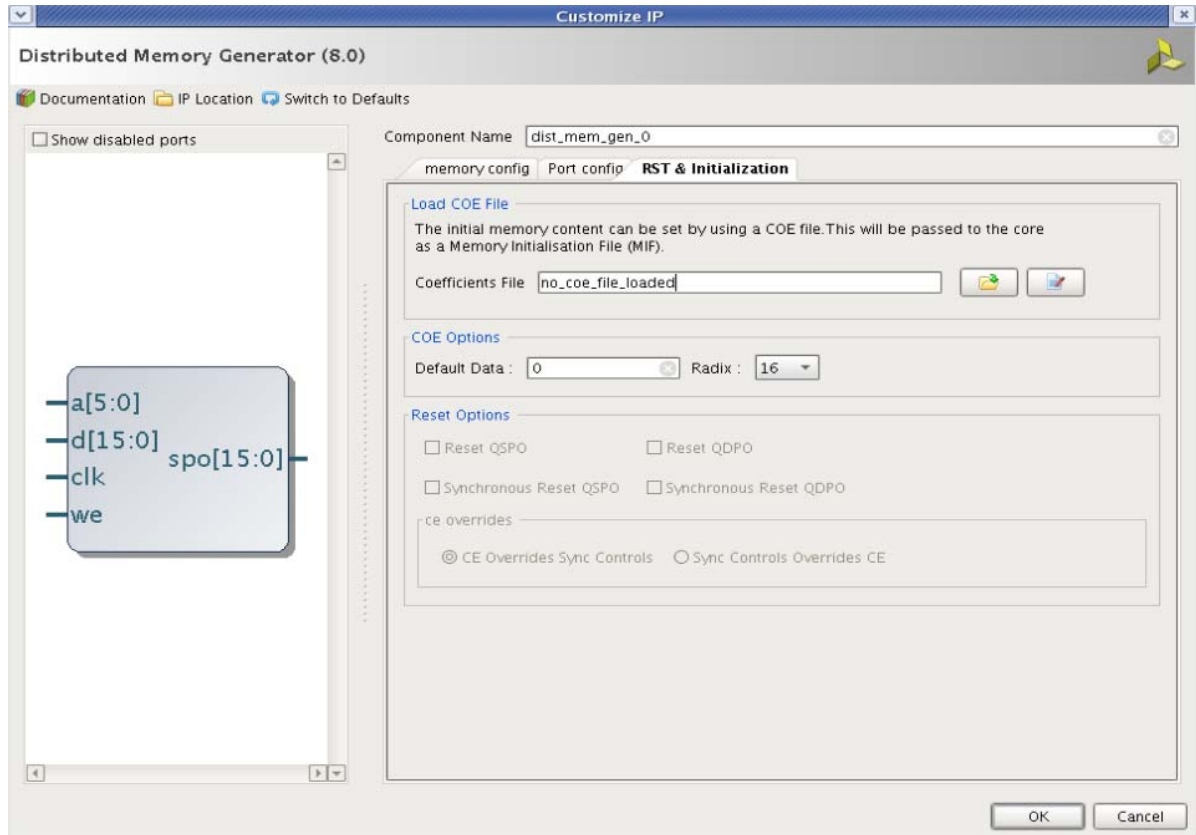 Customize IP
Distributed Memory Generator (8.0)
Documentation IP Location Switch to Defaults
Show disabled ports
Component Name dist_mem_gen_0
memory config Port config RST & Initialization
Load COE File
The initial memory content can be set by using a COE file.This will be passed to the core
as a Memory Initialisation File (MIF).
Coefficients File no_coe_file_loaded
COE Options
Default Data : 0 Radix : 16
Reset Options
Reset QSPO Reset QDPO
Synchronous Reset QSPO Synchronous Reset QDPO
ce overrides
CE Overrides Sync Controls Sync Controls Overrides CE
a[5:0]
d[15:0]
spo[15:0]
clk
we
OK Cancel